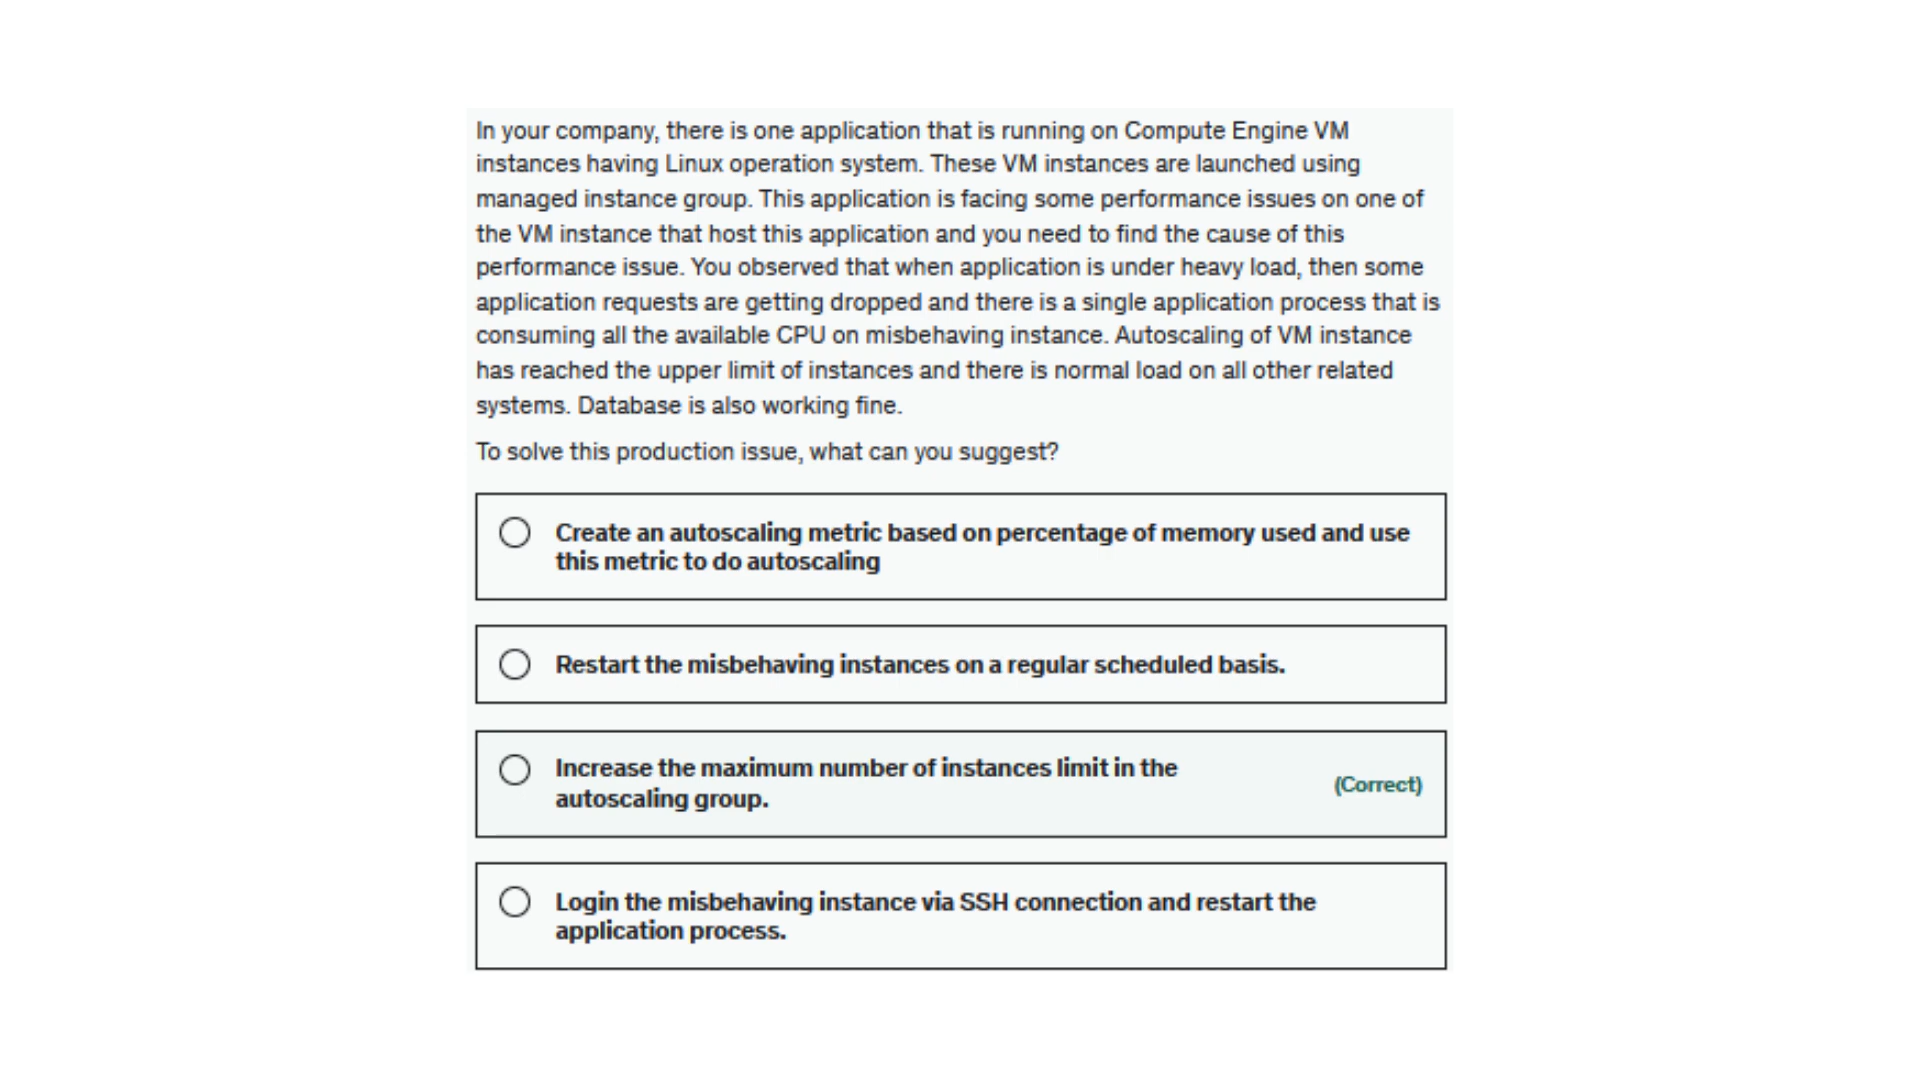 In your company, there is one application that is running on Compute Engine VM
instances having Linux operation system. These VM instances are launched using
managed instance group. This application is facing some performance issues on one of
the VM instance that host this application and you need to find the cause of this
performance issue. You observed that when application is under heavy load, then some
application requests are getting dropped and there is a single application process that is
consuming all the available CPU on misbehaving instance. Autoscaling of VM instance
has reached the upper limit of instances and there is normal load on all other related
systems. Database is also working fine.
To solve this production issue, what can you suggest?
Create an autoscaling metric based on percentage of memory used and use
this metric to do autoscaling
Restart the misbehaving instances on a regular scheduled basis.
Increase the maximum number of instances limit in the
autoscaling group.
(Correct)
Login the misbehaving instance via SSH connection and restart the
application process.